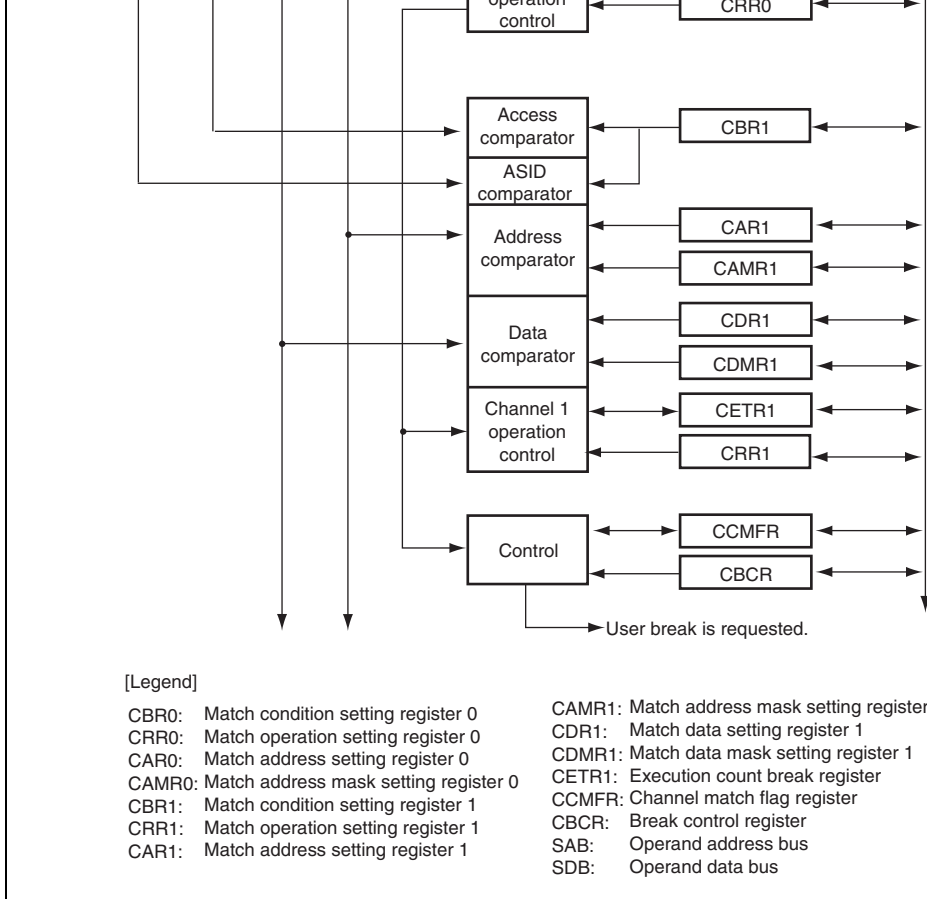 operation
control
CRR0
Access
comparator
CBR1
ASID
comparator
Address
comparator
CAR1
CAMR1
Data
comparator
CDR1
CDMR1
Channel 1
operation
control
CETR1
CRR1
Control
CCMFR
CBCR
User break is requested.
[Legend]
CBR0: Match condition setting register 0
CRR0: Match operation setting register 0
CAR0: Match address setting register 0
CAMR0: Match address mask setting register 0
CBR1: Match condition setting register 1
CRR1: Match operation setting register 1
CAR1: Match address setting register 1
CAMR1: Match address mask setting register
CDR1: Match data setting register 1
CDMR1: Match data mask setting register 1
CETR1: Execution count break register
CCMFR: Channel match flag register
CBCR: Break control register
SAB: Operand address bus
SDB: Operand data bus